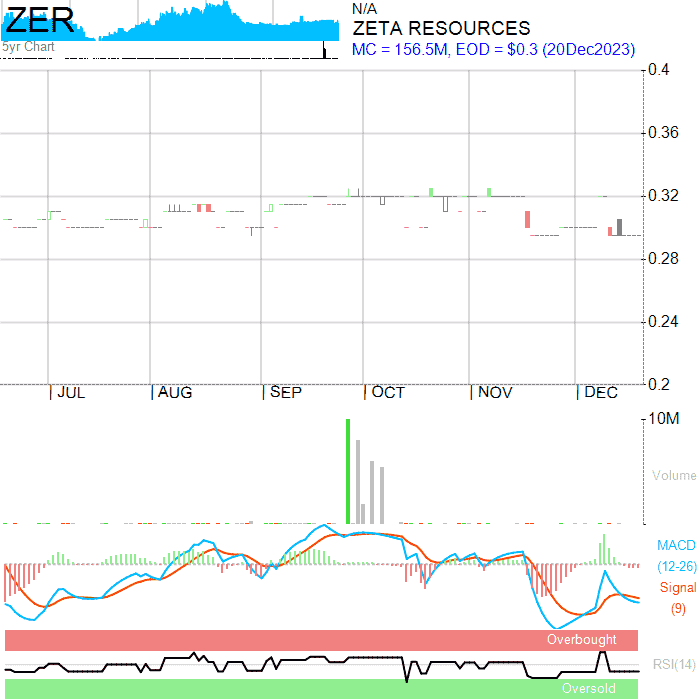 ZER
5yr Chart
N/A
ZETA RESOURCES
MC = 156.5M, EOD = $0.3 (20Dec2023)
0.4
0.36
0.32
0.28
0.24
0.2
JUL
AUG
SEP
OCT
NOV
DEC
10M
Volume
MACD
(12-26)
Signal
(9)
Overbought
RSI(14)
Oversold